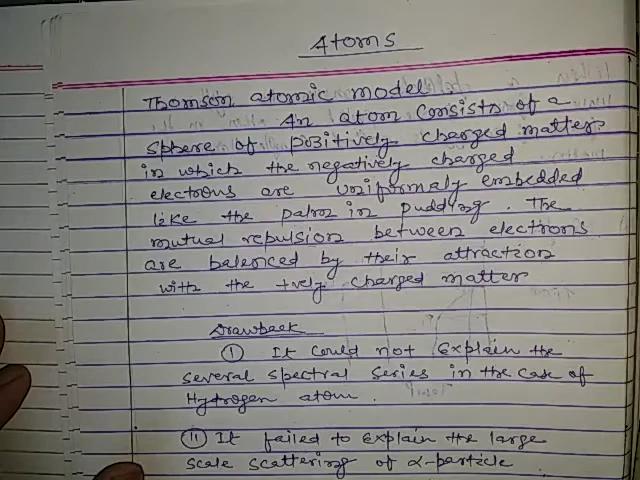 Atoms
Thomson atomic model
An atom consists of a
sphere of positively charged matter
in which the negatively charged
electrons are uniformaly embedded
like the palm in pudding. The
mutual repulsion between electrons
are balenced by their attraction
with the +vely charged matter
Drawback
(i) It could not explain the
several spectral series in the case of
Hydrogen atom.
(ii) It failed to explain the large
scale scattering of α-particle